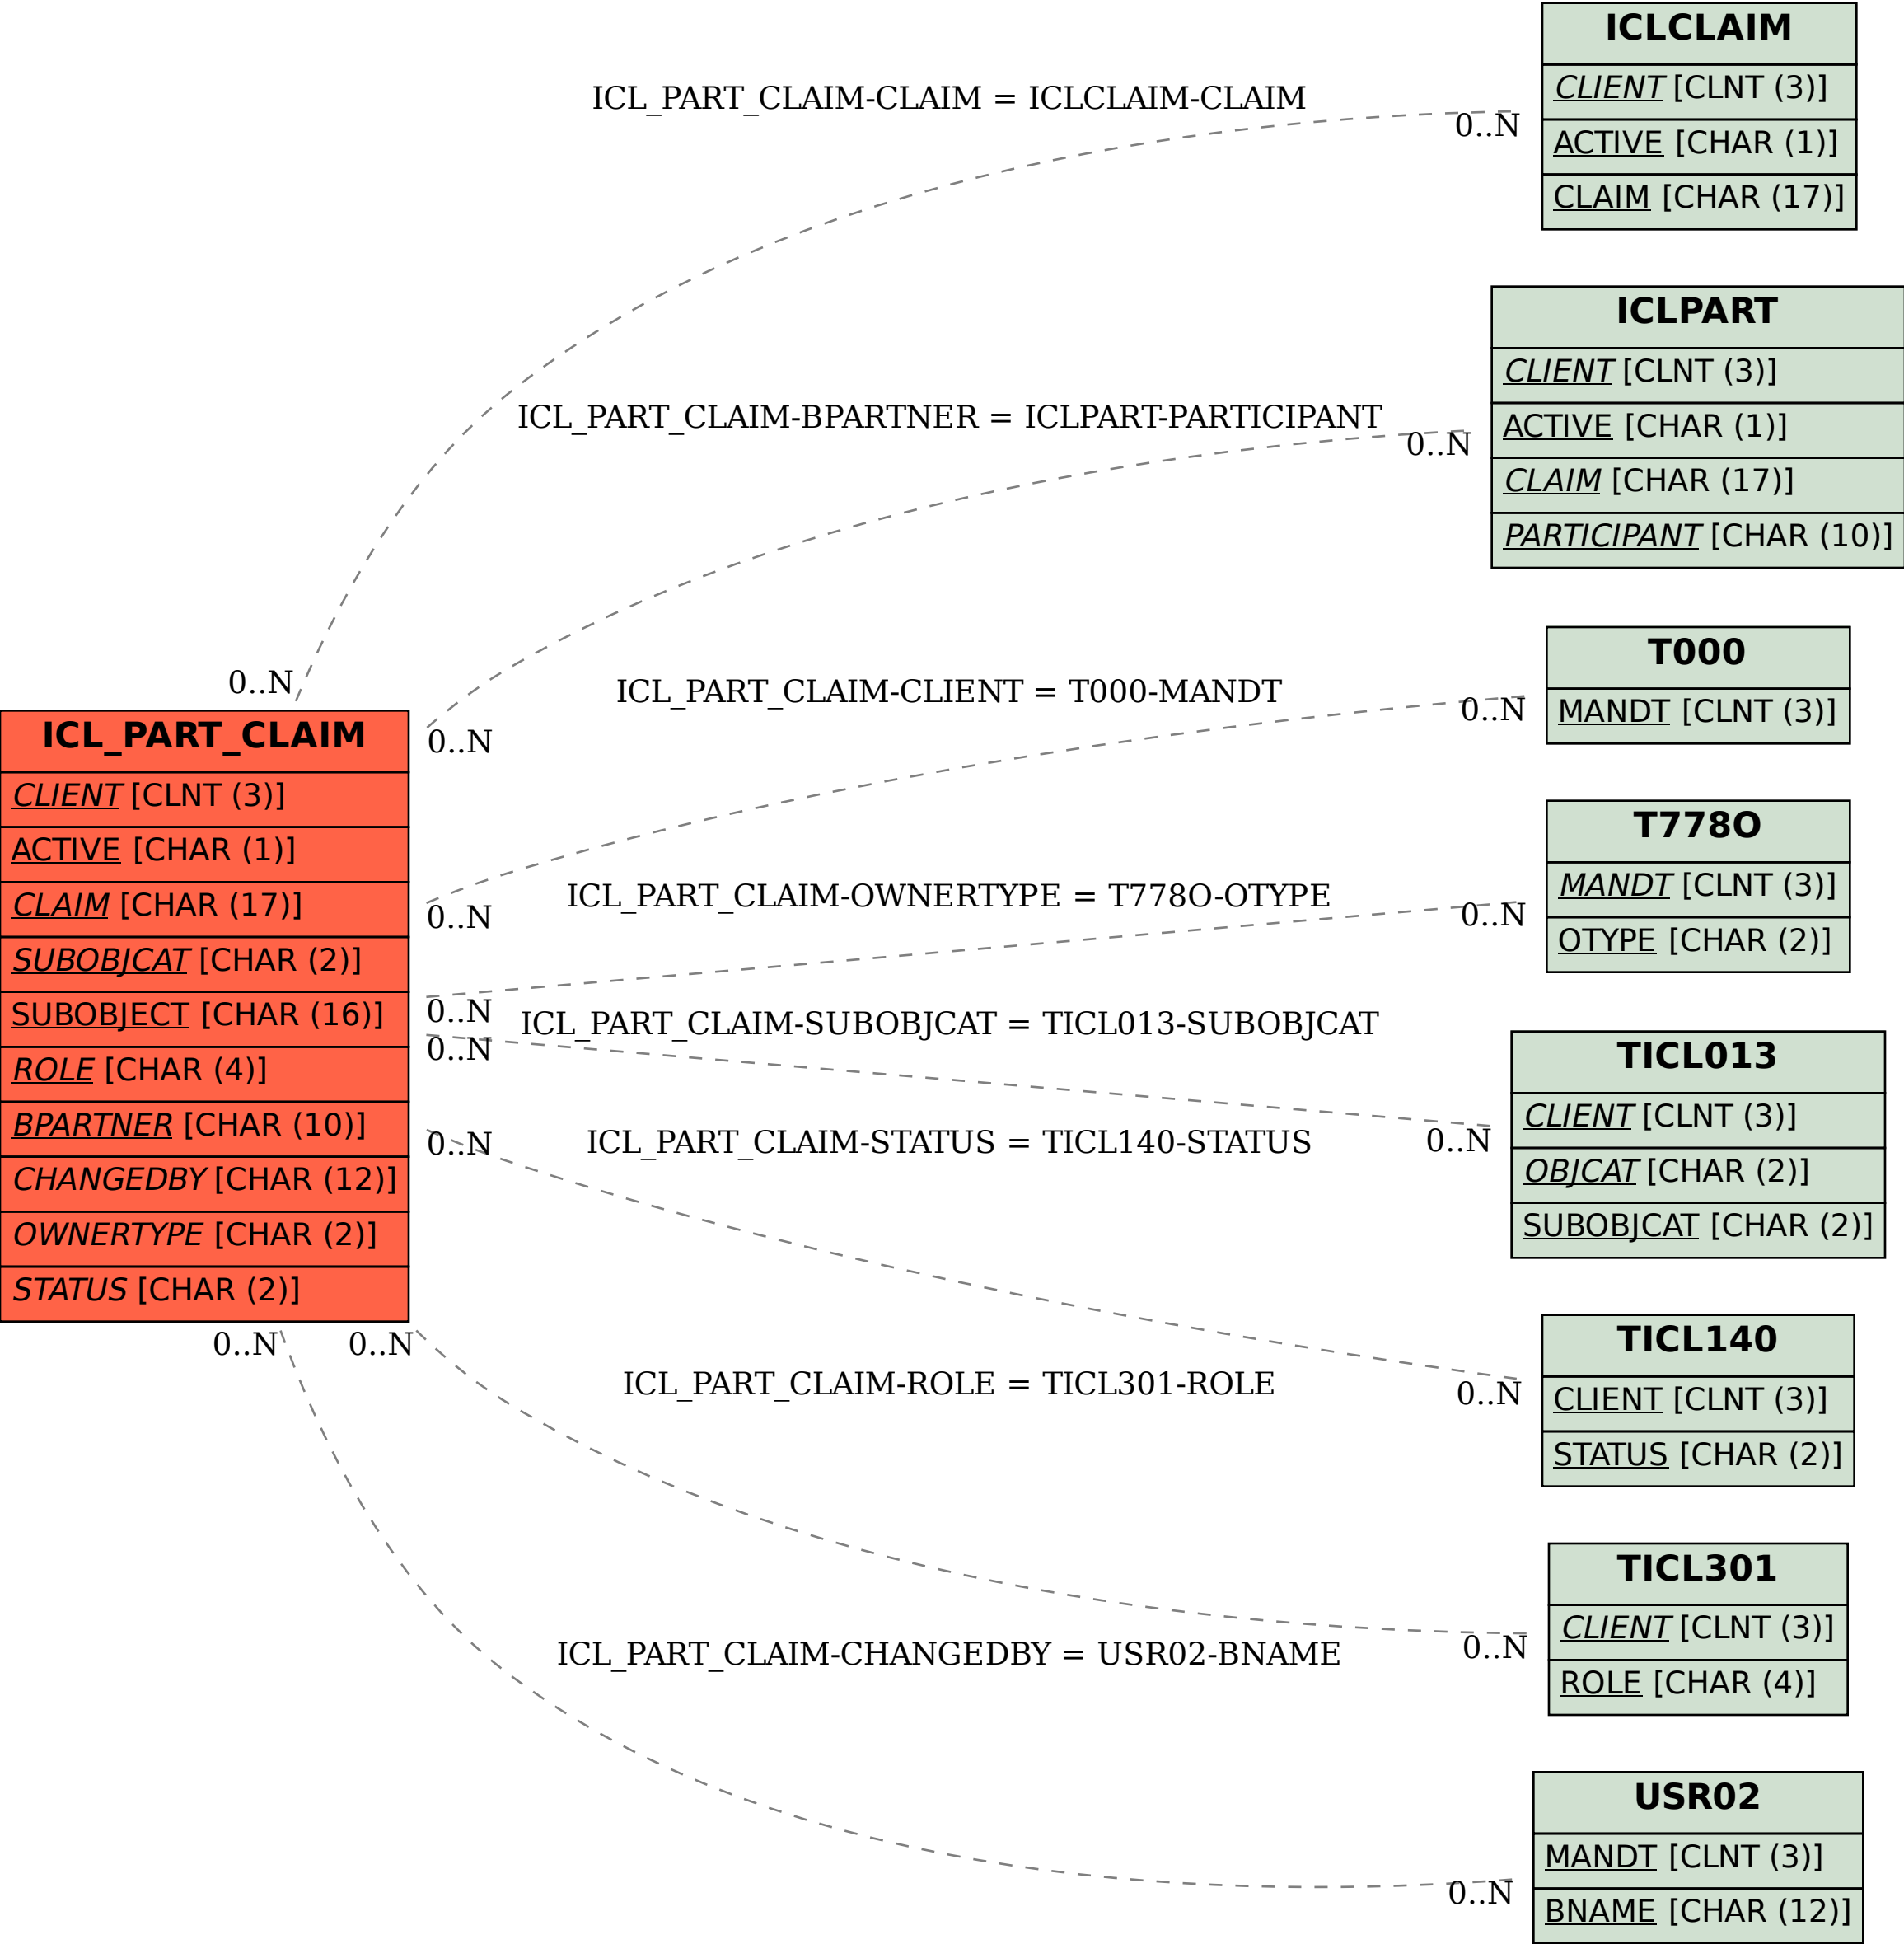 ICLCLAIM
CLIENT [CLNT (3)]
ACTIVE [CHAR (1)]
CLAIM [CHAR (17)]
ICL_PART_CLAIM-CLAIM = ICLCLAIM-CLAIM
0..N
0..N
ICLPART
CLIENT [CLNT (3)]
ACTIVE [CHAR (1)]
CLAIM [CHAR (17)]
PARTICIPANT [CHAR (10)]
ICL_PART_CLAIM-BPARTNER = ICLPART-PARTICIPANT
0..N
0..N
T000
MANDT [CLNT (3)]
ICL_PART_CLAIM-CLIENT = T000-MANDT
0..N
0..N
ICL_PART_CLAIM
CLIENT [CLNT (3)]
ACTIVE [CHAR (1)]
CLAIM [CHAR (17)]
SUBOBJCAT [CHAR (2)]
SUBOBJECT [CHAR (16)]
ROLE [CHAR (4)]
BPARTNER [CHAR (10)]
CHANGEDBY [CHAR (12)]
OWNERTYPE [CHAR (2)]
STATUS [CHAR (2)]
T778O
MANDT [CLNT (3)]
OTYPE [CHAR (2)]
ICL_PART_CLAIM-OWNERTYPE = T778O-OTYPE
0..N
0..N
ICL_PART_CLAIM-SUBOBJCAT = TICL013-SUBOBJCAT
0..N
0..N
TICL013
CLIENT [CLNT (3)]
OBJCAT [CHAR (2)]
SUBOBJCAT [CHAR (2)]
ICL_PART_CLAIM-STATUS = TICL140-STATUS
0..N
0..N
TICL140
CLIENT [CLNT (3)]
STATUS [CHAR (2)]
ICL_PART_CLAIM-ROLE = TICL301-ROLE
0..N
0..N
TICL301
CLIENT [CLNT (3)]
ROLE [CHAR (4)]
ICL_PART_CLAIM-CHANGEDBY = USR02-BNAME
0..N
0..N
USR02
MANDT [CLNT (3)]
BNAME [CHAR (12)]